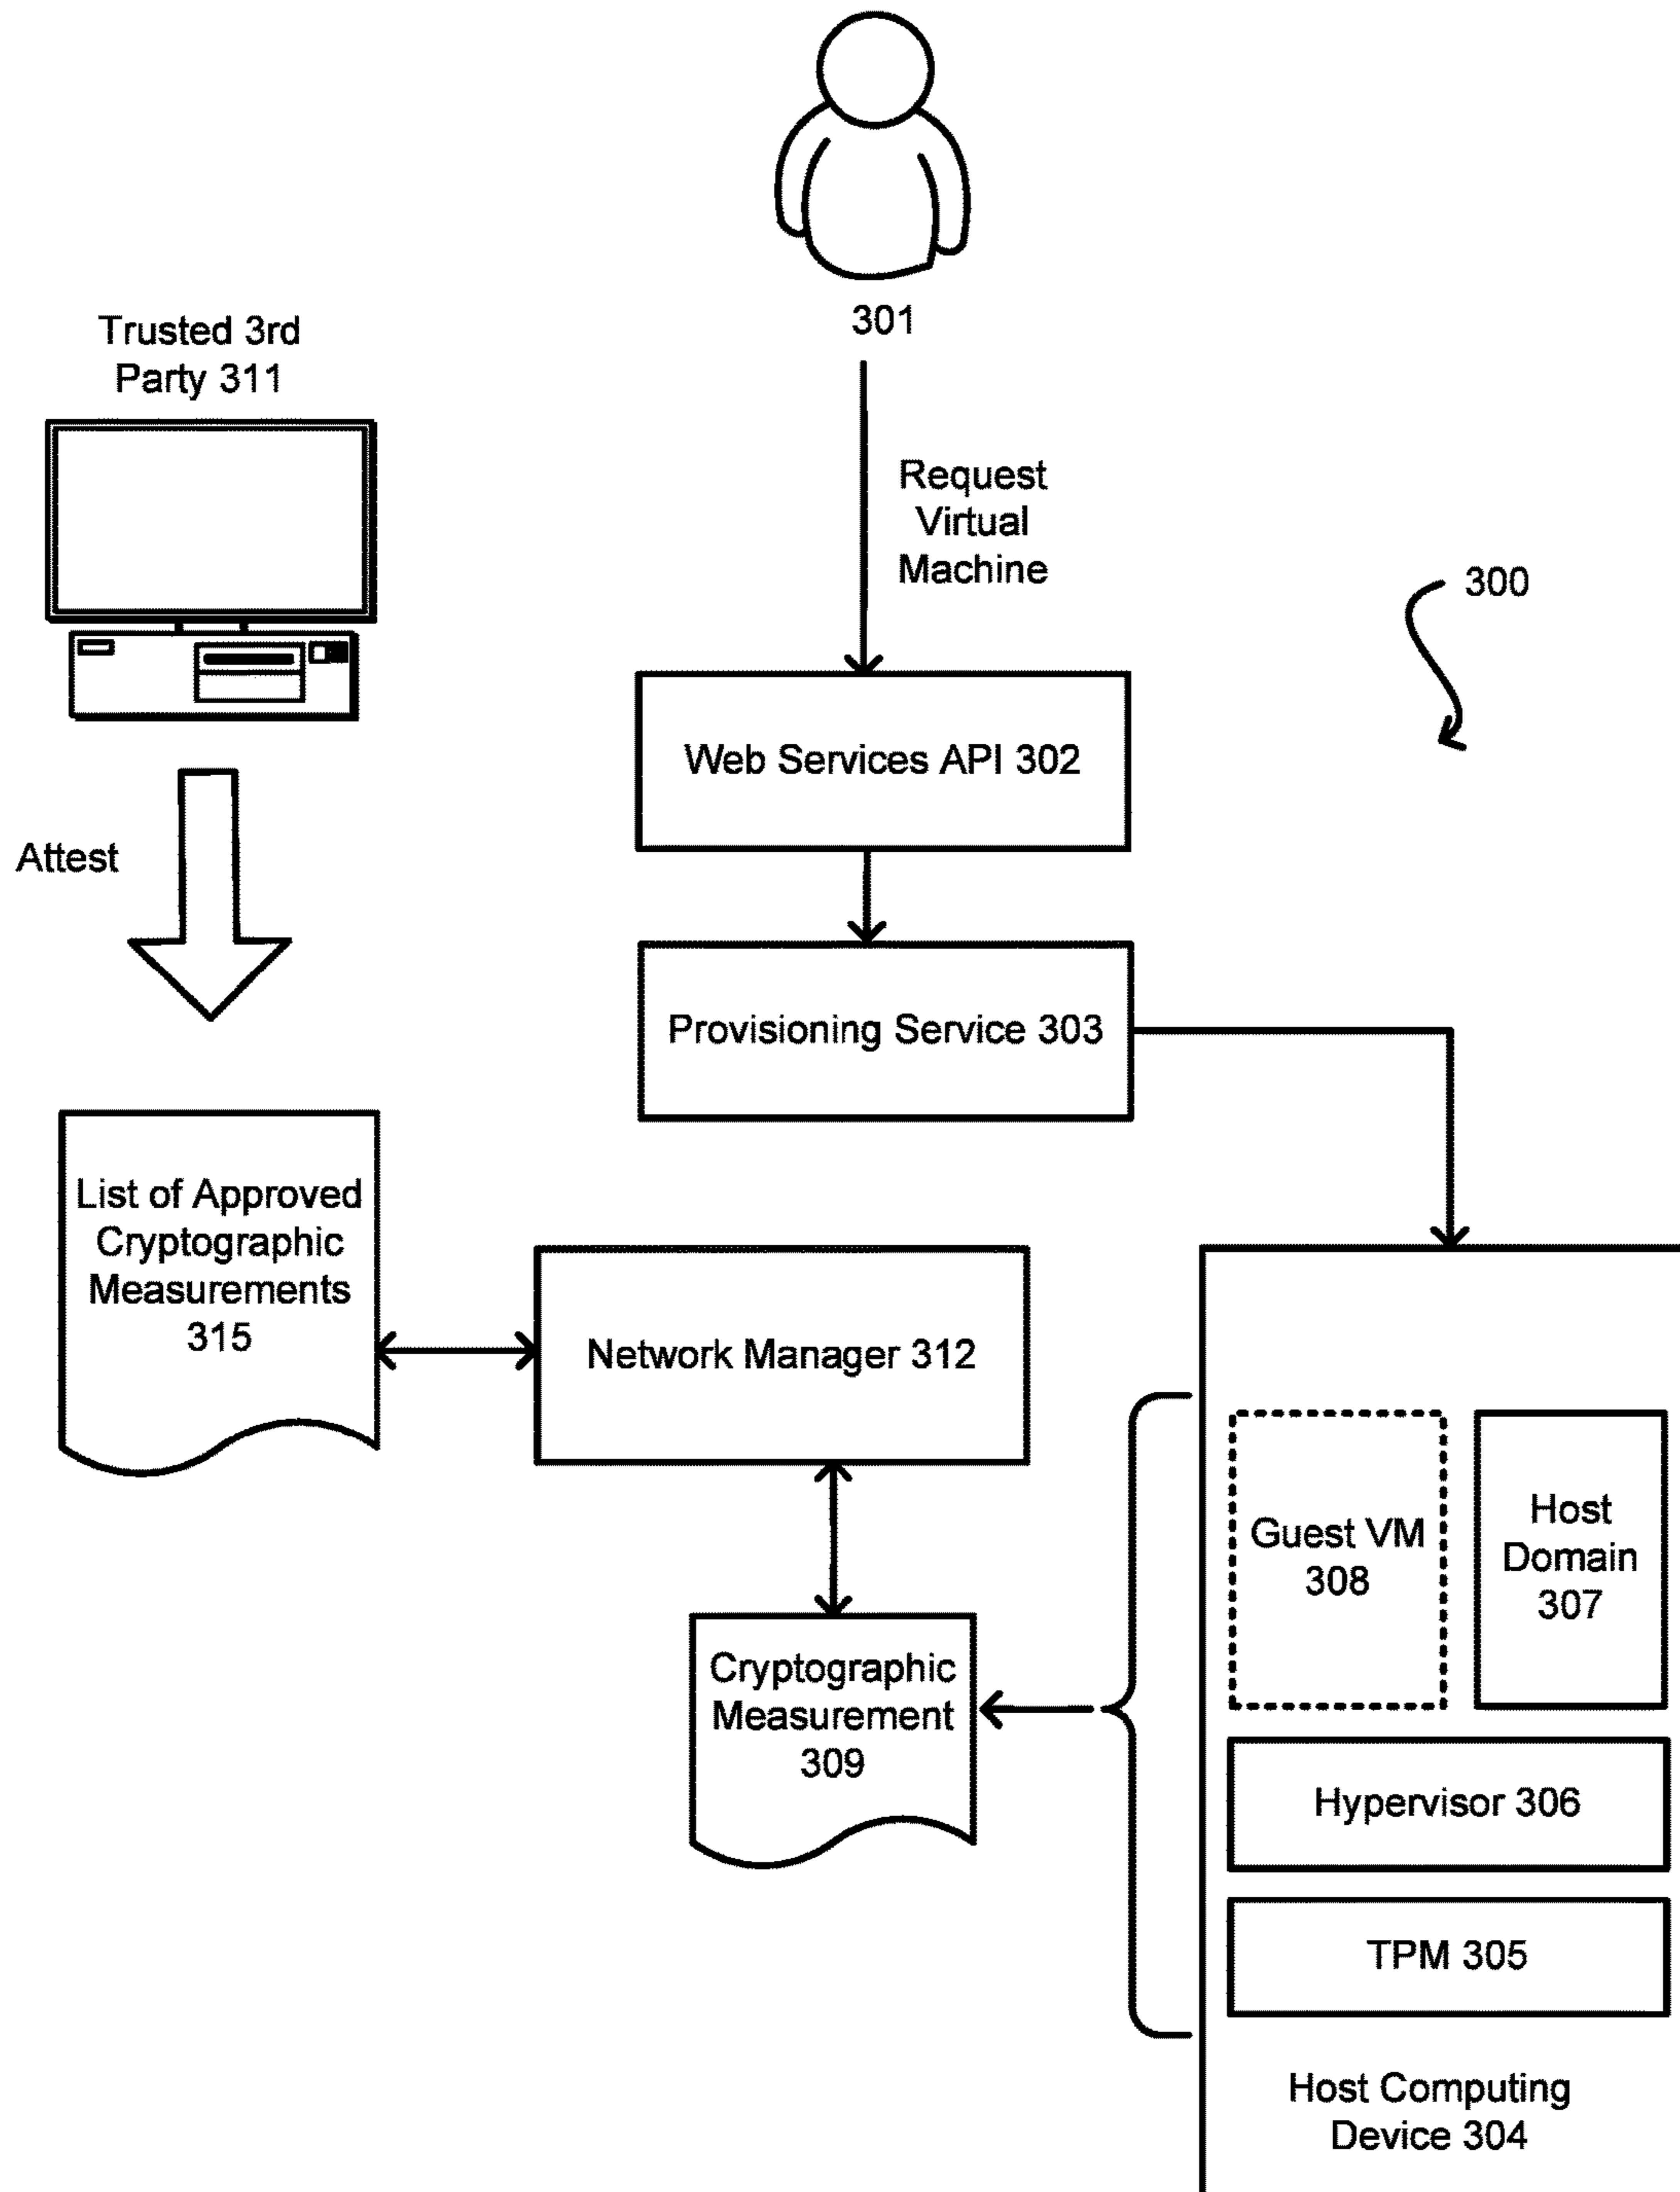 301
Trusted 3rd
Party 311
Request
Virtual
Machine
300
Web Services API 302
Attest
Provisioning Service 303
List of Approved
Cryptographic
Measurements
315
Network Manager 312
Guest VM
308
Host
Domain
307
Cryptographic
Measurement
309
Hypervisor 306
TPM 305
Host Computing
Device 304